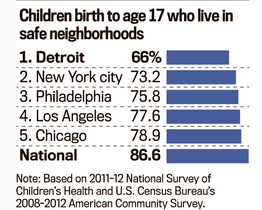 Children birth to age 17 who live in
safe neighborhoods
1. Detroit 66%
2. New York city 73.2
3. Philadelphia 75.8
4. Los Angeles 77.6
5. Chicago 78.9
National 86.6
Note: Based on 2011-12 National Survey of
Children's Health and U.S. Census Bureau's
2008-2012 American Community Survey.